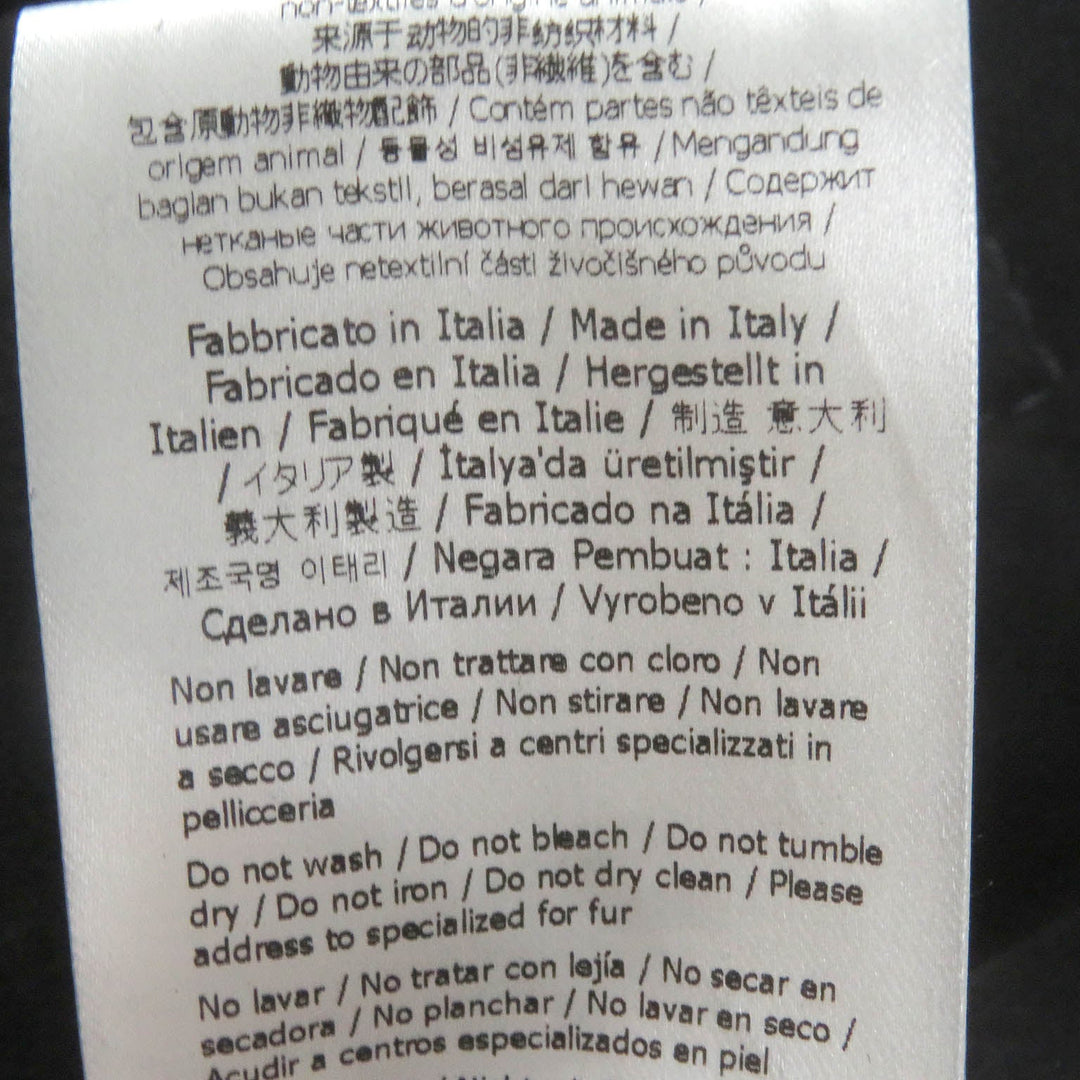 non-textiles d'origine animale /
来源于动物的非纺织材料 /
動物由来の部品(非繊維)を含む /
包含原動物非織物配飾 / Contém partes não têxteis de
origem animal / 동물성 비섬유제 함유 / Mengandung
bagian bukan tekstil, berasal dari hewan / Содержит
нетканые части животного происхождения /
Obsahuje netextilní části živočišného původu
Fabbricato in Italia / Made in Italy /
Fabricado en Italia / Hergestellt in
Italien / Fabriqué en Italie / 制造 意大利
/ イタリア製 / İtalya'da üretilmiştir /
義大利製造 / Fabricado na Itália /
제조국명 이태리 / Negara Pembuat : Italia /
Сделано в Италии / Vyrobeno v Itálii
Non lavare / Non trattare con cloro / Non
usare asciugatrice / Non stirare / Non lavare
a secco / Rivolgersi a centri specializzati in
pellicceria
Do not wash / Do not bleach / Do not tumble
dry / Do not iron / Do not dry clean / Please
address to specialized for fur
No lavar / No tratar con lejía / No secar en
secadora / No planchar / No lavar en seco /
Acudir a centros especializados en piel